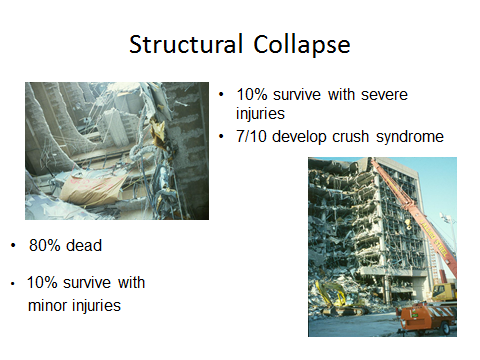 Structural Collapse
• 10% survive with severe
injuries
• 7/10 develop crush syndrome
• 80% dead
• 10% survive with
minor injuries